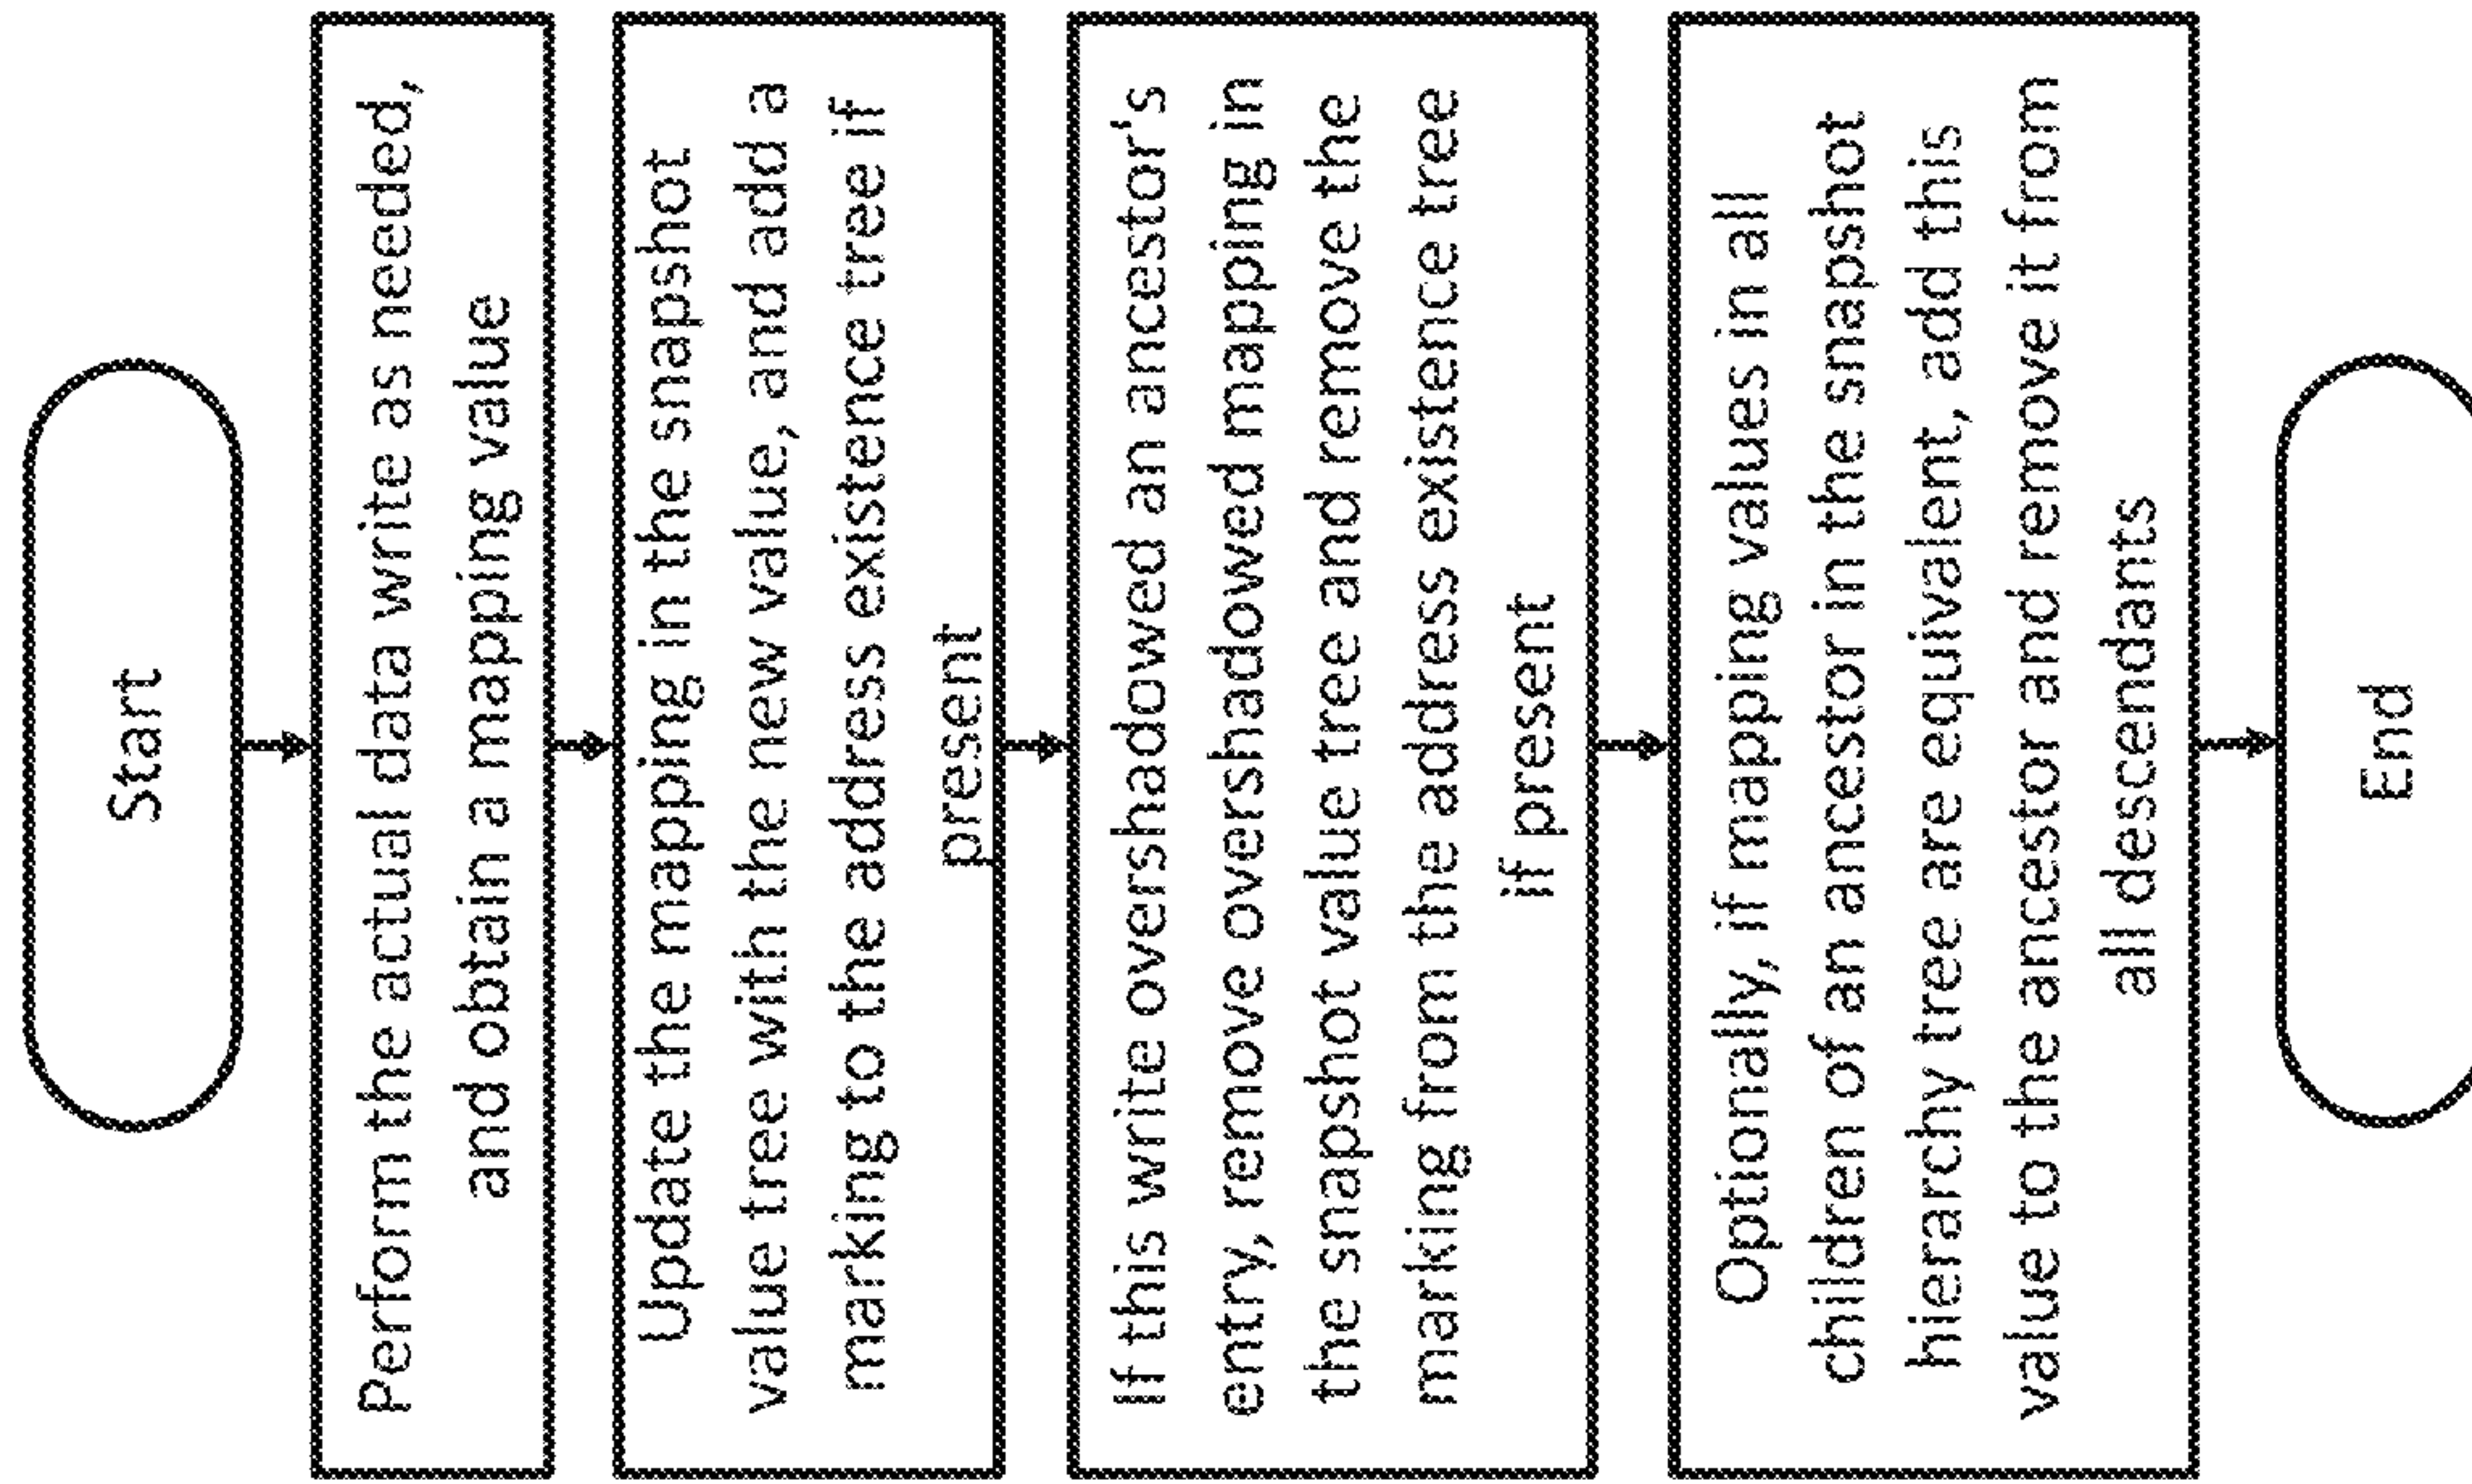 Start
Perform the actual data write as needed,
and obtain a mapping value
Update the mapping in the snapshot
value tree with the new value, and add a
marking to the address existence tree if
present
If this write overshadowed an ancestor's
entry, remove overshadowed mapping in
the snapshot value tree and remove the
marking from the address existence tree
if present
Optionally, if mapping values in all
children of an ancestor in the snapshot
hierarchy tree are equivalent, add this
value to the ancestor and remove it from
all descendants
End